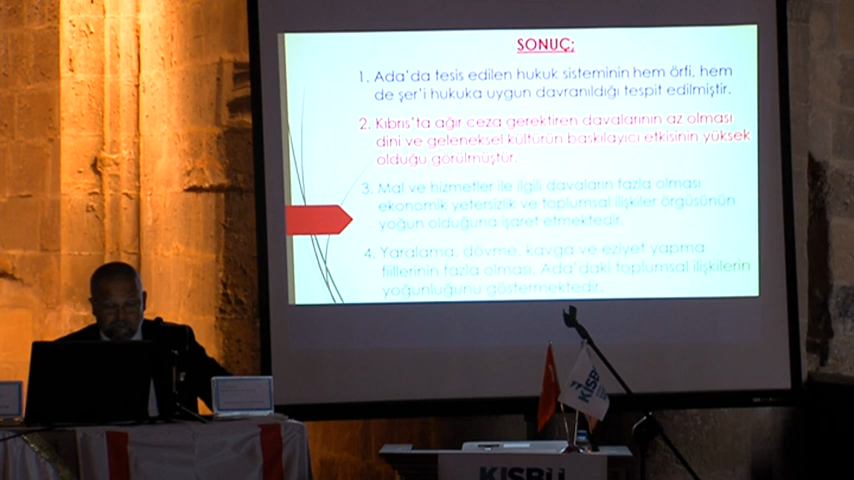 SONUÇ;
1. Ada'da tesis edilen hukuk sisteminin hem örfi, hem
de şer'i hukuka uygun davranıldığı tespit edilmiştir.
2. Kıbrıs'ta ağır ceza gerektiren davalarının az olması
dini ve geleneksel kültürün baskılayıcı etkisinin yüksek
olduğu görülmüştür.
3. Mal ve hizmetler ile ilgili davaların fazla olması
ekonomik yetersizlik ve toplumsal ilişkiler örgüsünün
yoğun olduğuna işaret etmektedir.
4. Yaralama, dövme, kavga ve eziyet yapma
fiillerinin fazla olması, Ada'daki toplumsal ilişkilerin
yoğunluğunu göstermektedir.
KISBÜ
KISBÜ